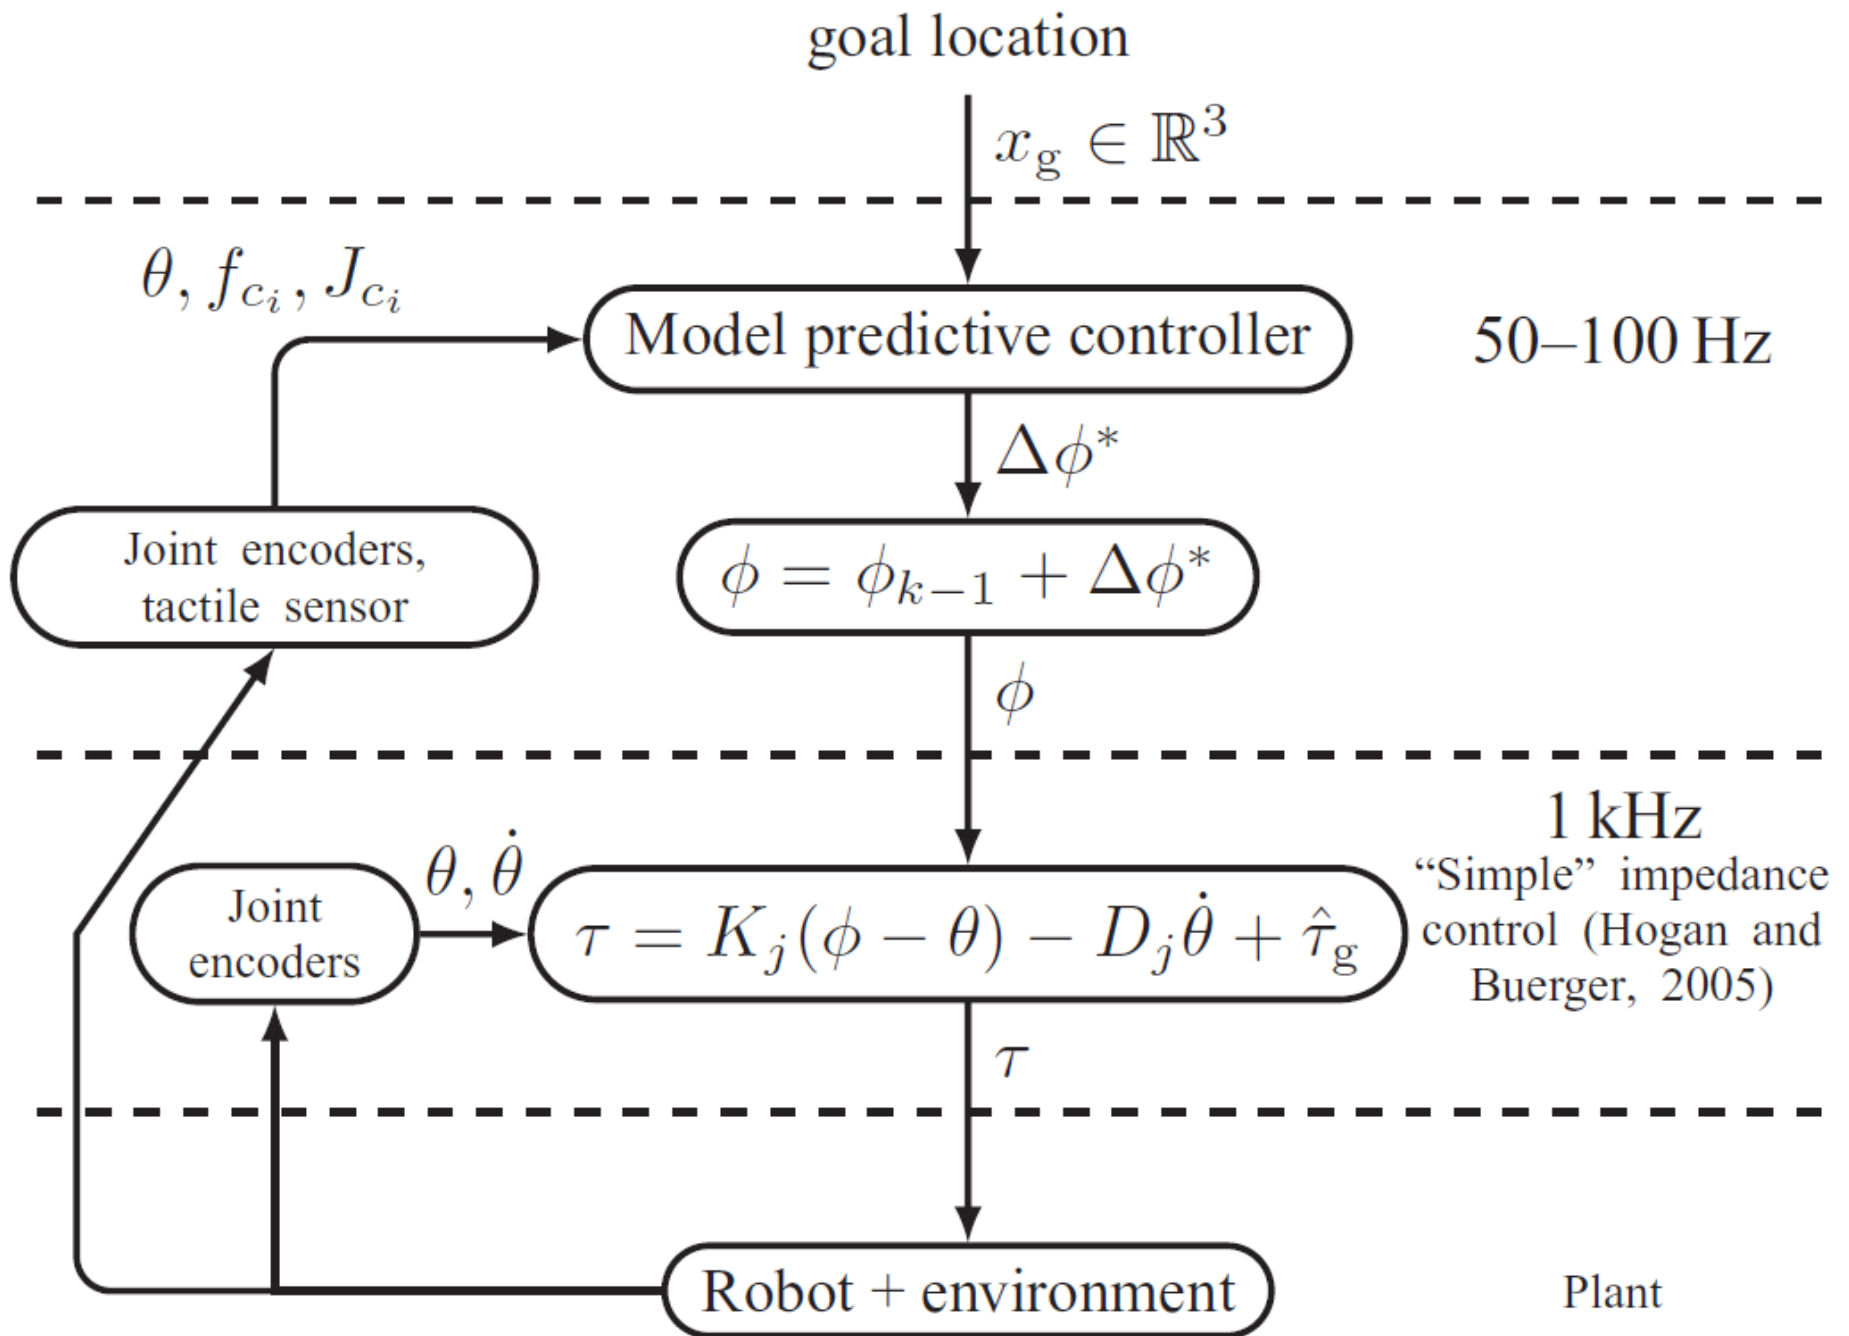 goal location
x_g ∈ ℝ³
θ, f_{c_i}, J_{c_i}
Model predictive controller
50–100 Hz
Δφ*
Joint encoders,
tactile sensor
ϕ = ϕ_{k−1} + Δϕ*
ϕ
1 kHz
“Simple” impedance
control (Hogan and
Buerger, 2005)
Joint
encoders
θ, θ̇
τ = K_j(ϕ − θ) − D_jθ̇ + τ̂_g
τ
Robot + environment
Plant